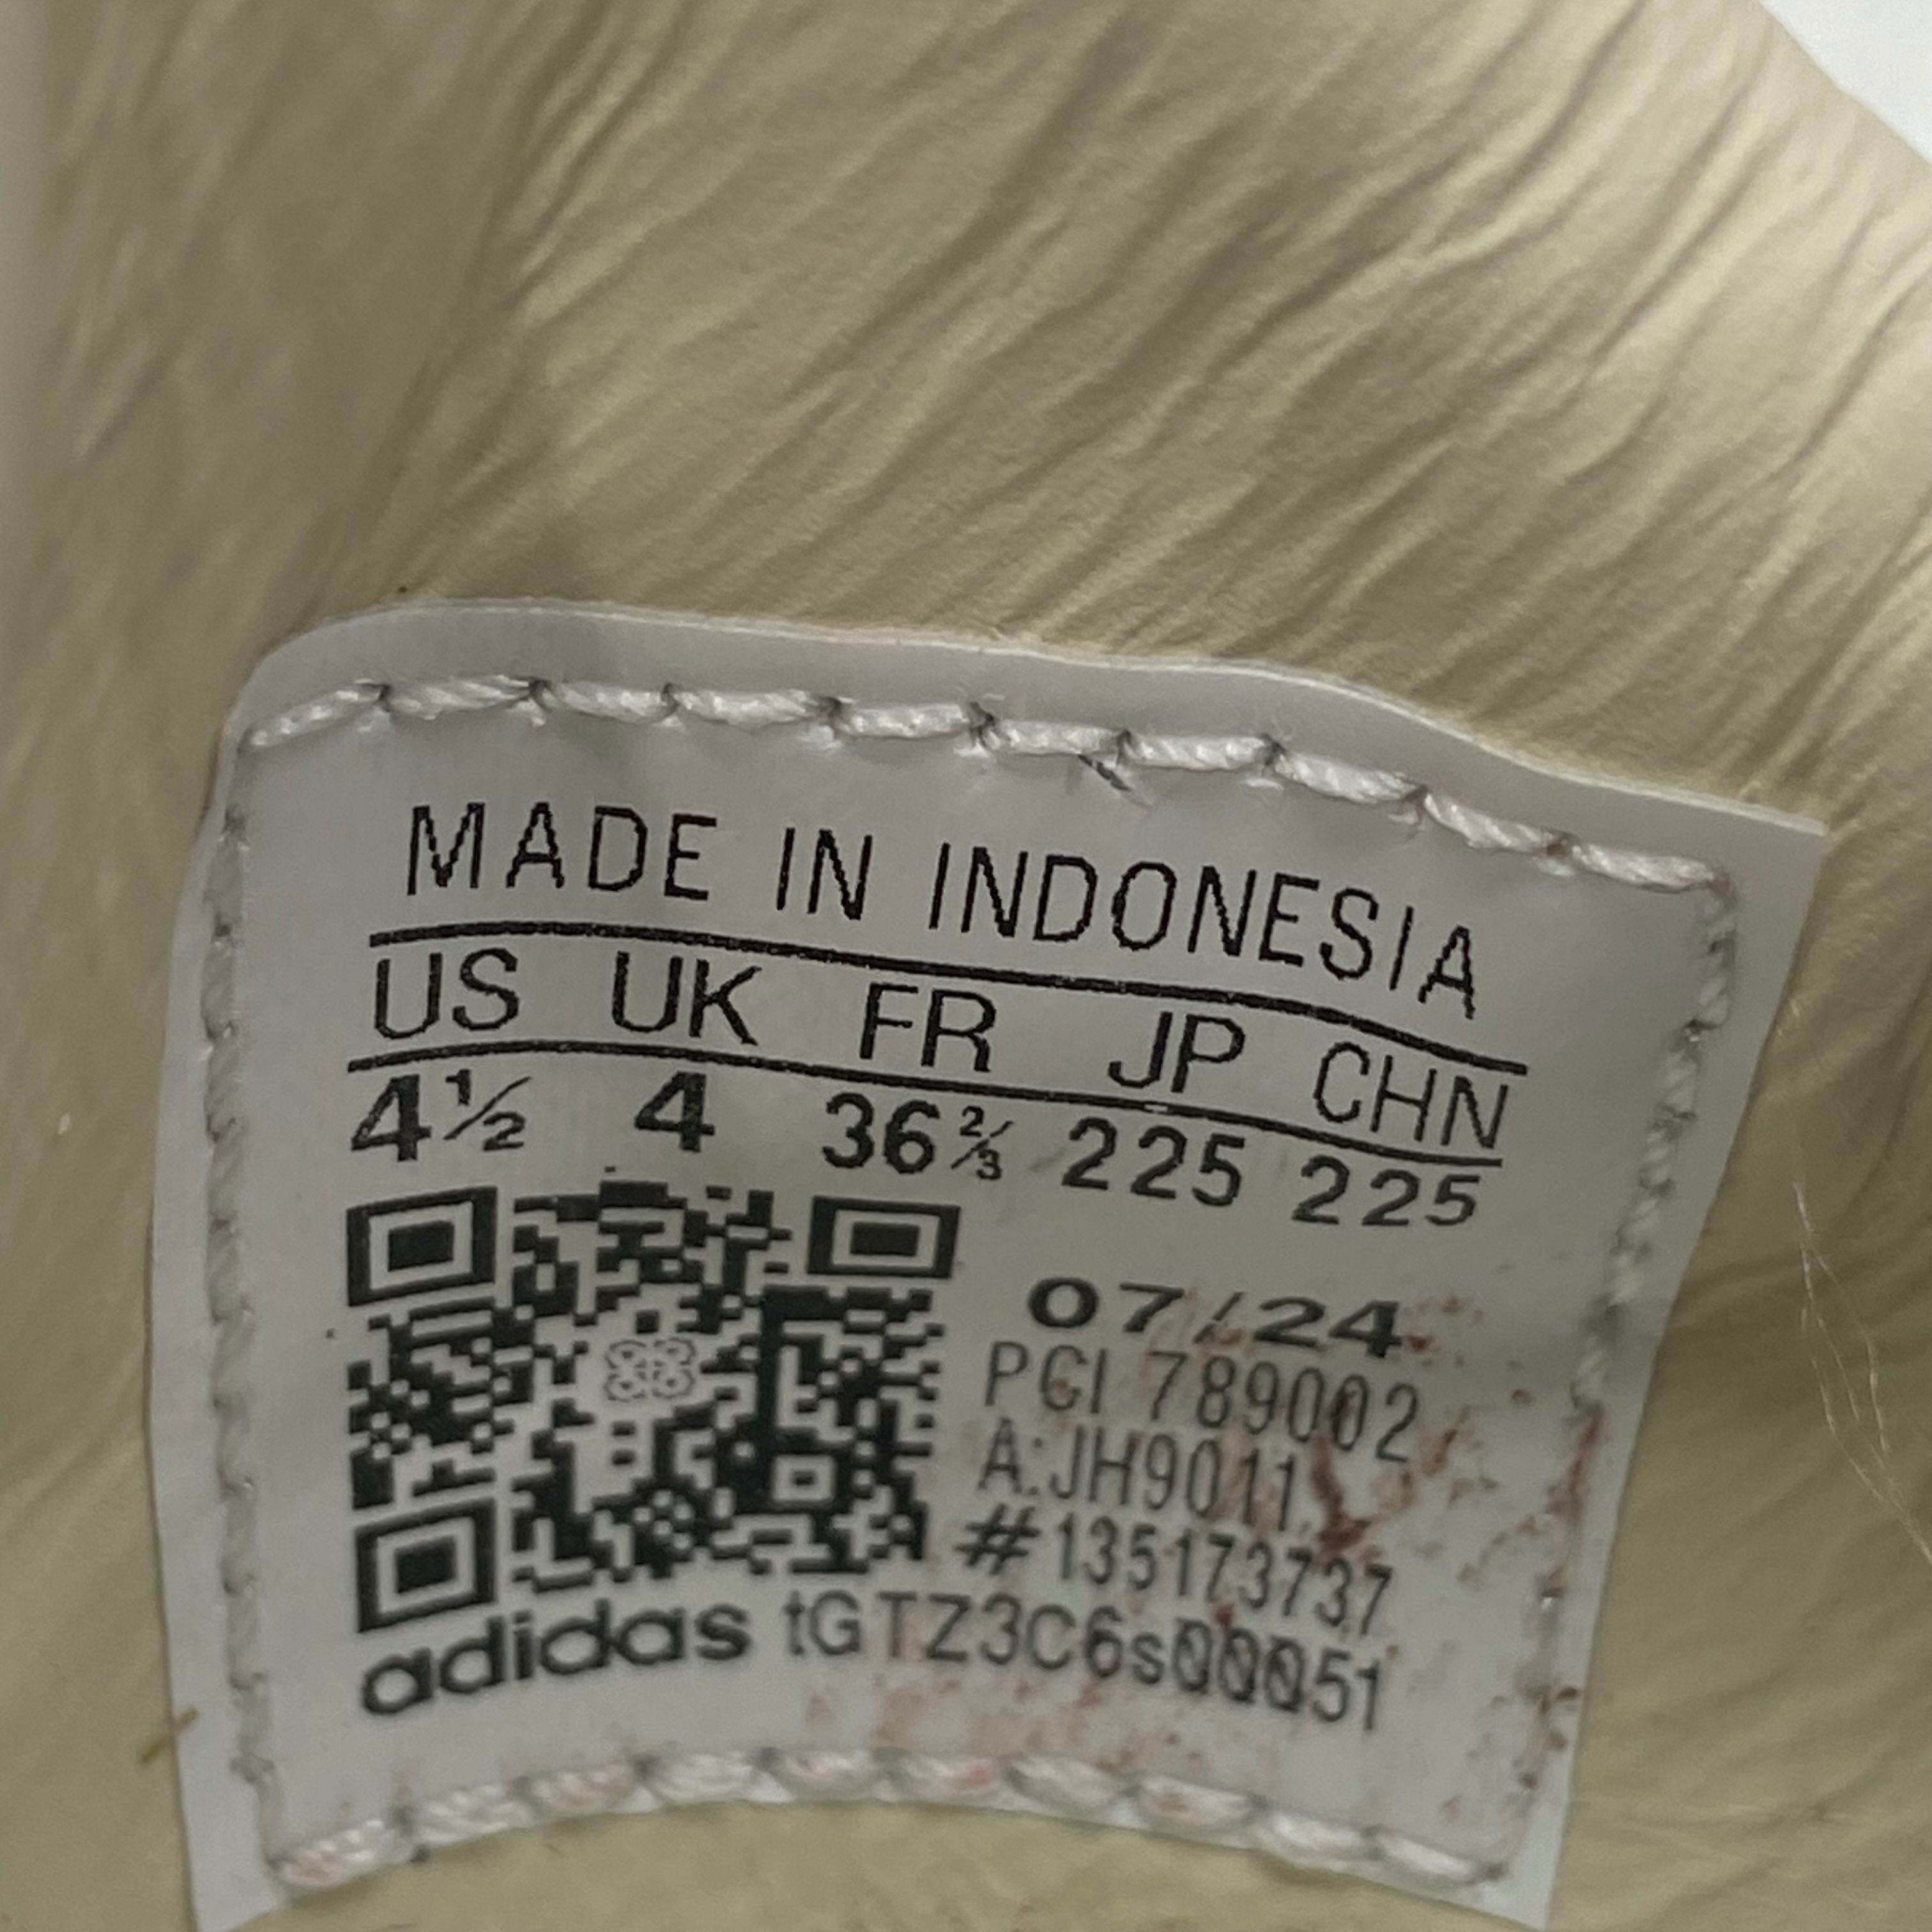 MADE IN INDONESIA
US UK FR JP CHN
4½ 4 36⅔ 225 225
07/24
PCI 789002
A:JH9011
#135173737
adidas tGTZ3C6s00051